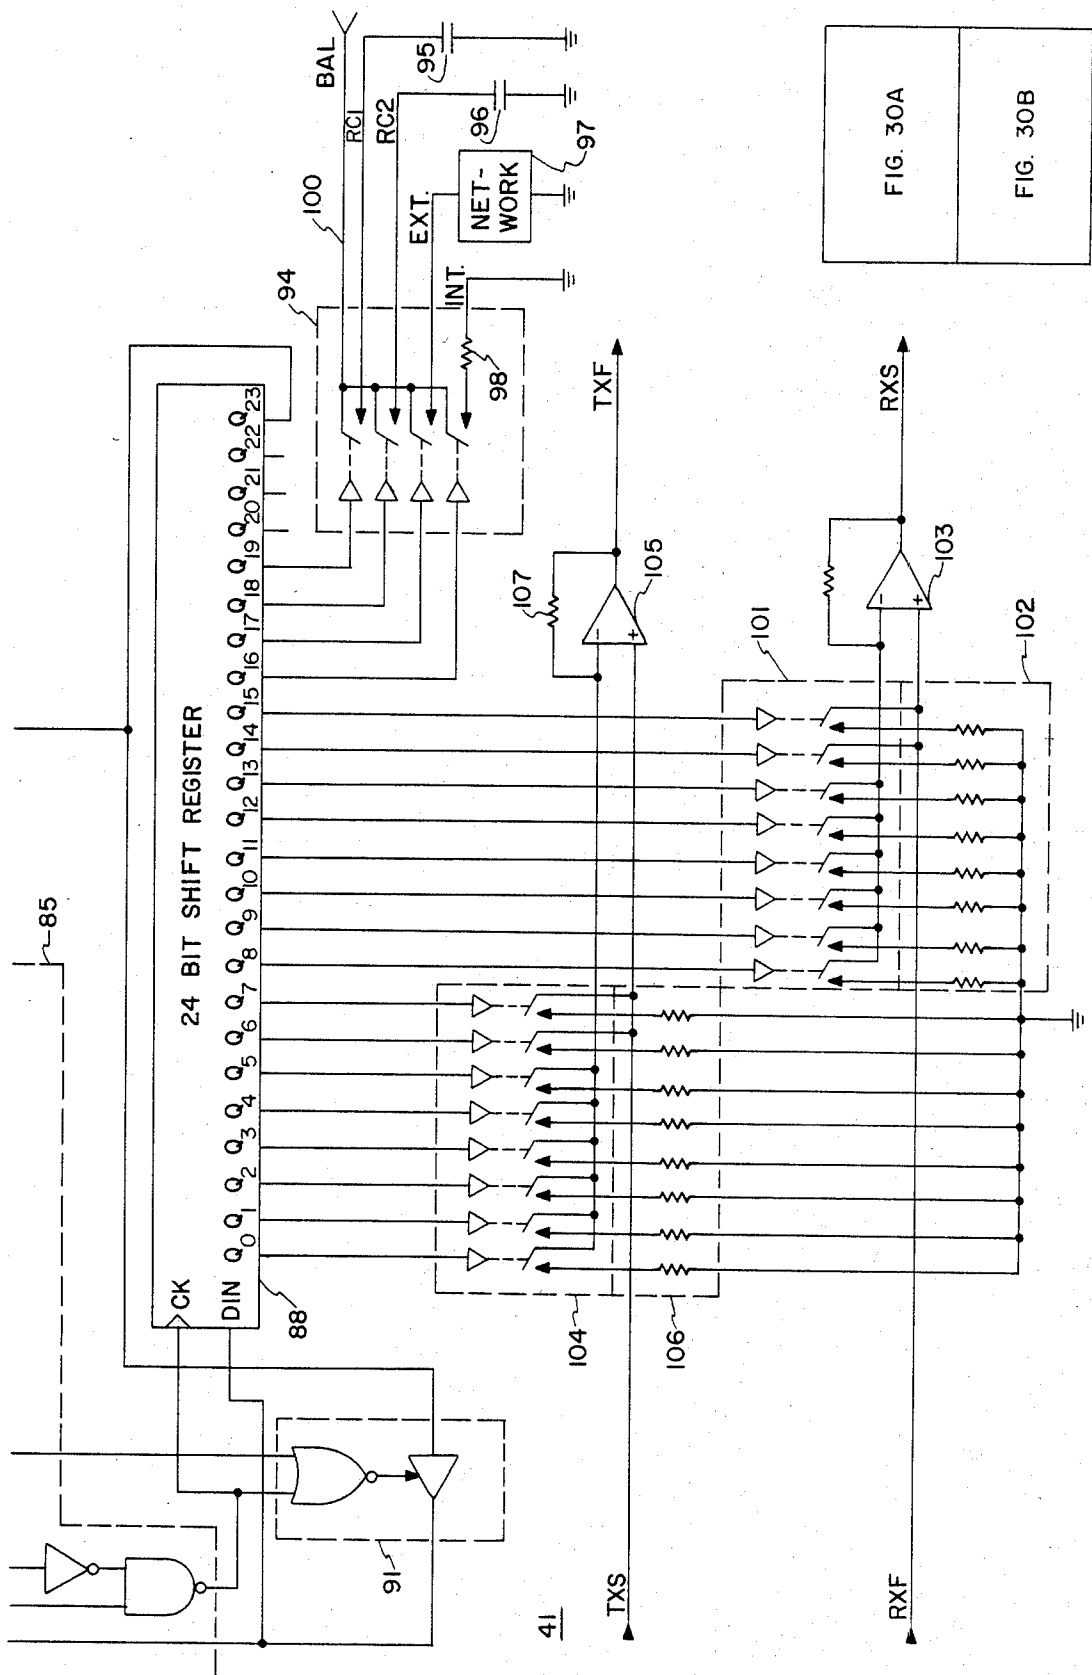 85
24 BIT SHIFT REGISTER
CK
DIN
Q0 Q1 Q2 Q3 Q4 Q5 Q6 Q7 Q8 Q9 Q10 Q11 Q12 Q13 Q14 Q15 Q16 Q17 Q18 Q19 Q20 Q21 Q22 Q23
88
91
94
100
BAL
RC1
95
RC2
96
EXT.
NET-
WORK
97
INT.
98
107
105
TXF
104
106
101
102
103
RXS
41
TXS
RXF
FIG. 30A
FIG. 30B